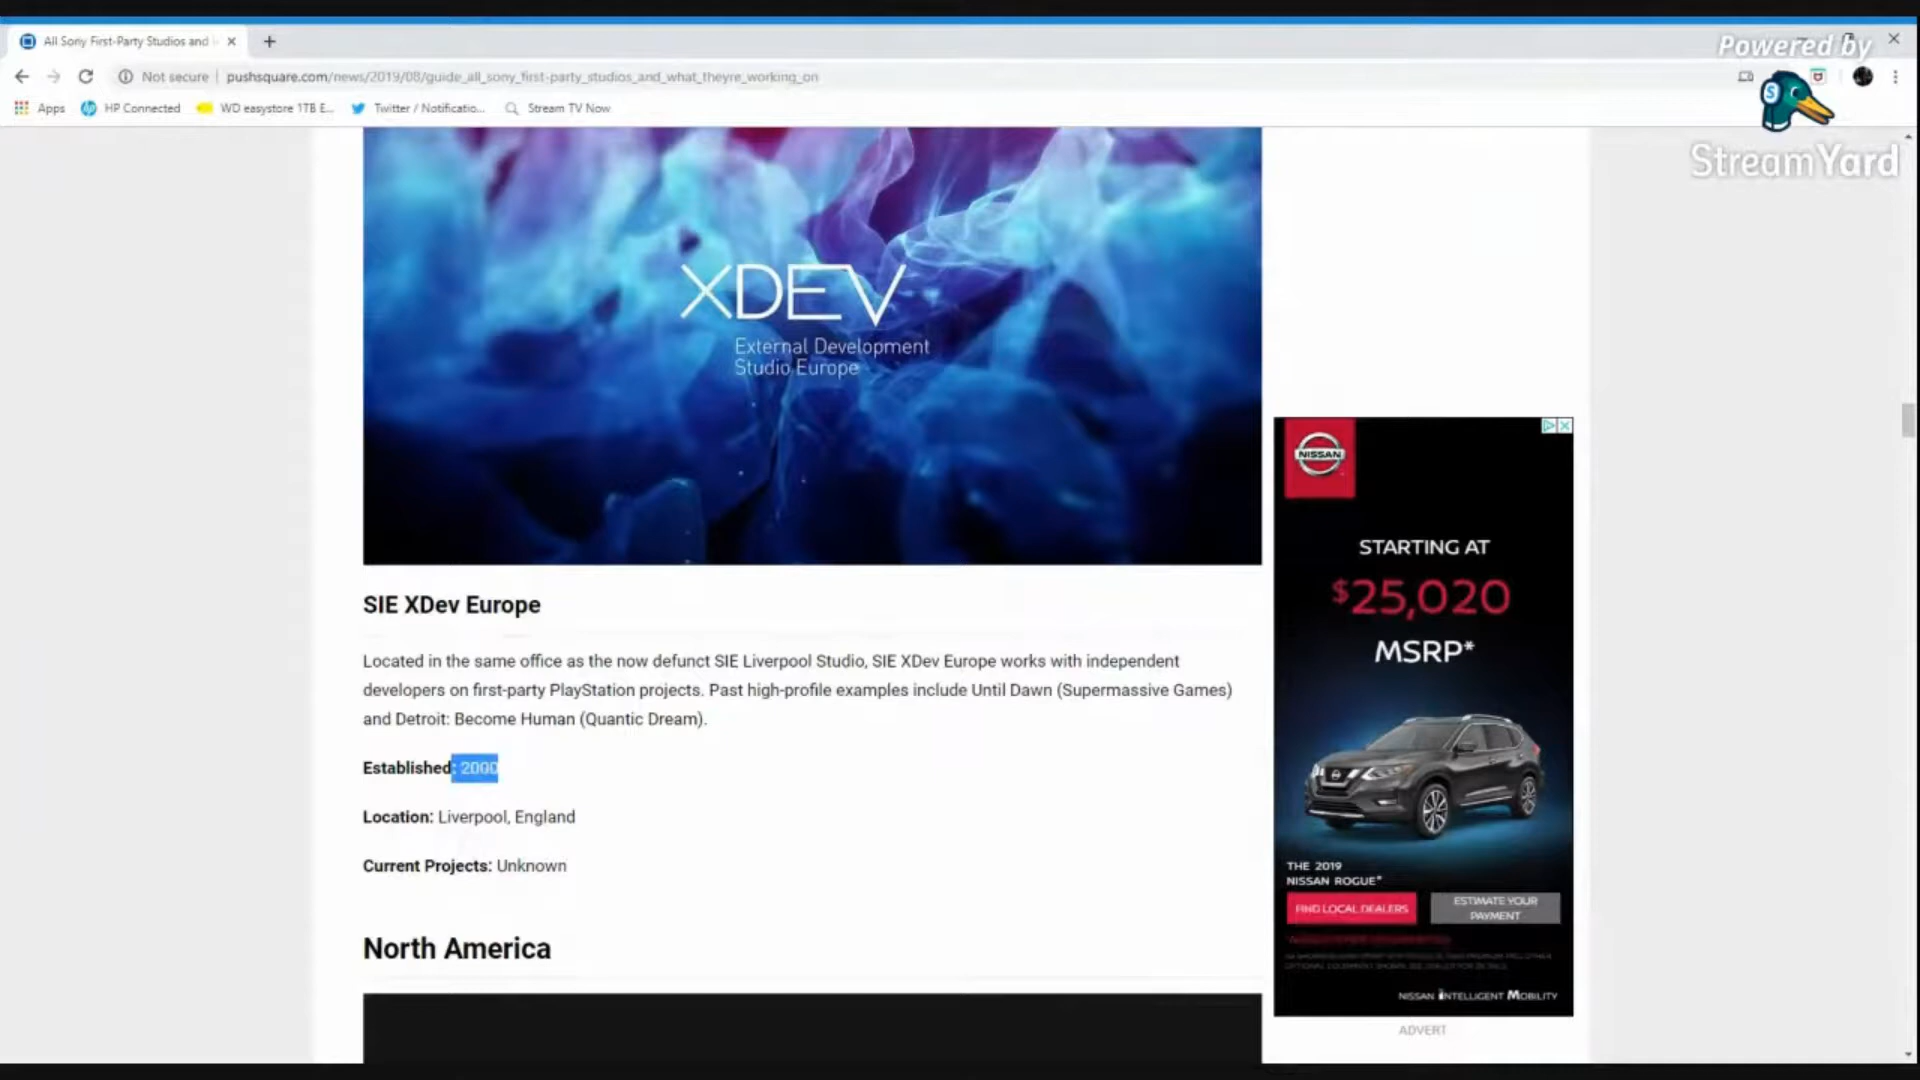 All Sony First-Party Studios and
Powered by
Not secure
pushsquare.com/news/2019/08/guide_all_sony_first-party_studios_and_what_theyre_working_on
Apps
HP Connected
WD easystore 1TB E...
Twitter / Notificatio...
Stream TV Now
StreamYard
XDEV
External Development
Studio Europe
NISSAN
STARTING AT
$25,020
MSRP*
SIE XDev Europe
Located in the same office as the now defunct SIE Liverpool Studio, SIE XDev Europe works with independent
developers on first-party PlayStation projects. Past high-profile examples include Until Dawn (Supermassive Games)
and Detroit: Become Human (Quantic Dream).
Established: 2000
Location: Liverpool, England
Current Projects: Unknown
THE 2019
NISSAN ROGUE*
FIND LOCAL DEALERS
ESTIMATE YOUR
PAYMENT
North America
NISSAN INTELLIGENT MOBILITY
ADVERT